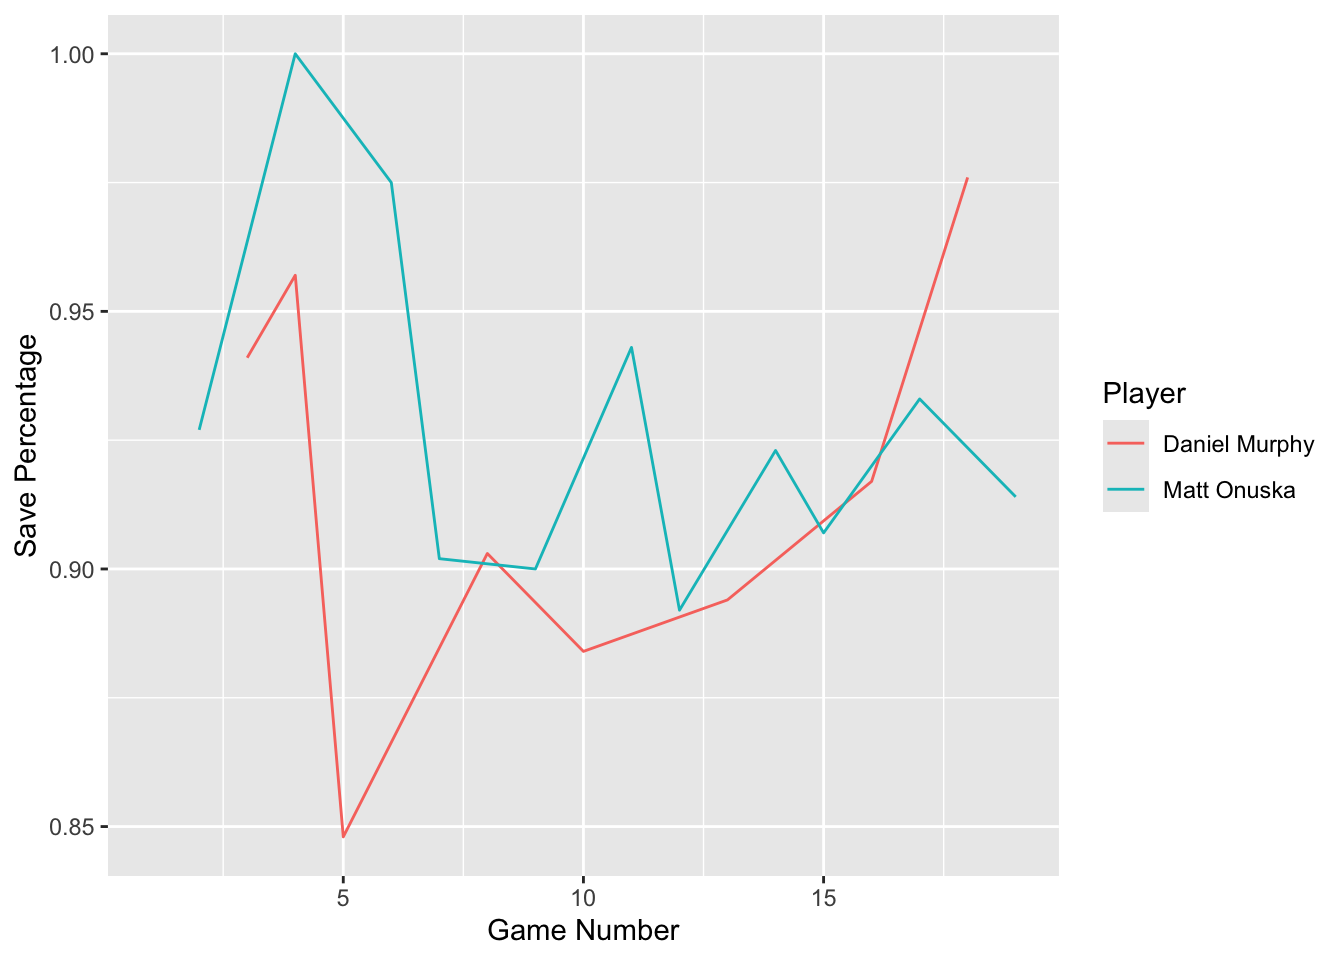 1.00
0.95
0.90
0.85
Save Percentage
5 10 15
Game Number
Player
Daniel Murphy
Matt Onuska